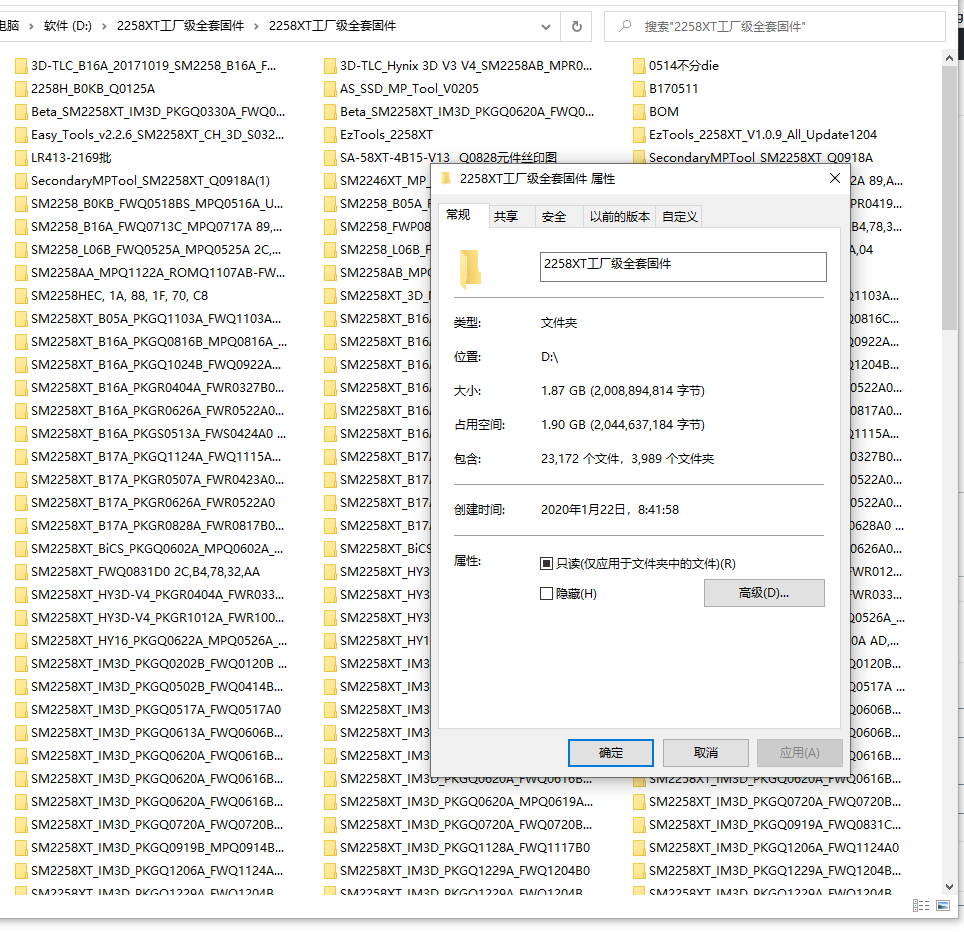 电脑 › 软件 (D:) › 2258XT工厂级全套固件 › 2258XT工厂级全套固件
搜索"2258XT工厂级全套固件"
3D-TLC_B16A_20171019_SM2258_B16A_F...
3D-TLC_Hynix 3D V3 V4_SM2258AB_MPR0...
0514不分die
2258H_B0KB_Q0125A
AS_SSD_MP_Tool_V0205
B170511
Beta_SM2258XT_IM3D_PKGQ0330A_FWQ0...
Beta_SM2258XT_IM3D_PKGQ0620A_FWQ0...
BOM
Easy_Tools_v2.2.6_SM2258XT_CH_3D_S032...
EzTools_2258XT
EzTools_2258XT_V1.0.9_All_Update1204
LR413-2169批
SA-58XT-4B15-V13_Q0828元件丝印图
SecondaryMPTool_SM2258XT_Q0918A
SecondaryMPTool_SM2258XT_Q0918A(1)
SM2246XT_MP_
2A 89,A...
SM2258_B0KB_FWQ0518BS_MPQ0516A_U...
SM2258_B05A_F
PR0419...
SM2258_B16A_FWQ0713C_MPQ0717A 89,...
SM2258_FWP08
B4,78,3...
SM2258_L06B_FWQ0525A_MPQ0525A 2C,...
SM2258_L06B_F
A,04
SM2258AA_MPQ1122A_ROMQ1107AB-FW...
SM2258AB_MPQ
SM2258HEC, 1A, 88, 1F, 70, C8
SM2258XT_3D_
Q1103A...
SM2258XT_B05A_PKGQ1103A_FWQ1103A...
SM2258XT_B16
Q0816C...
SM2258XT_B16A_PKGQ0816B_MPQ0816A_...
SM2258XT_B16
Q0922A...
SM2258XT_B16A_PKGQ1024B_FWQ0922A...
SM2258XT_B16
Q1204B...
SM2258XT_B16A_PKGR0404A_FWR0327B0...
SM2258XT_B16
0522A0...
SM2258XT_B16A_PKGR0626A_FWR0522A0...
SM2258XT_B16
0817A0...
SM2258XT_B16A_PKGS0513A_FWS0424A0 ...
SM2258XT_B16
Q1115A...
SM2258XT_B17A_PKGQ1124A_FWQ1115A...
SM2258XT_B17
0327B0...
SM2258XT_B17A_PKGR0507A_FWR0423A0...
SM2258XT_B17
0522A0...
SM2258XT_B17A_PKGR0626A_FWR0522A0
SM2258XT_B17
0522A0...
SM2258XT_B17A_PKGR0828A_FWR0817B0...
SM2258XT_B17
0628A0 ...
SM2258XT_BiCS_PKGQ0602A_MPQ0602A_...
SM2258XT_BiCS
0626A0...
SM2258XT_FWQ0831D0 2C,B4,78,32,AA
SM2258XT_HY3
FWR012...
SM2258XT_HY3D-V4_PKGR0404A_FWR033...
SM2258XT_HY3
FWR033...
SM2258XT_HY3D-V4_PKGR1012A_FWR100...
SM2258XT_HY3
Q0526A_...
SM2258XT_HY16_PKGQ0622A_MPQ0526A_...
SM2258XT_HY1
0A AD,...
SM2258XT_IM3D_PKGQ0202B_FWQ0120B ...
SM2258XT_IM3
Q0120B...
SM2258XT_IM3D_PKGQ0502B_FWQ0414B...
SM2258XT_IM3
Q0517A ...
SM2258XT_IM3D_PKGQ0517A_FWQ0517A0
SM2258XT_IM3
Q0606B...
SM2258XT_IM3D_PKGQ0613A_FWQ0606B...
SM2258XT_IM3
Q0606B...
SM2258XT_IM3D_PKGQ0620A_FWQ0616B...
SM2258XT_IM3
Q0616B...
SM2258XT_IM3D_PKGQ0620A_FWQ0616B...
SM2258XT_IM3D_PKGQ0620A_FWQ0616B...
SM2258XT_IM3D_PKGQ0620A_FWQ0616B...
SM2258XT_IM3D_PKGQ0620A_FWQ0616B...
SM2258XT_IM3D_PKGQ0620A_MPQ0619A...
SM2258XT_IM3D_PKGQ0720A_FWQ0720B...
SM2258XT_IM3D_PKGQ0720A_FWQ0720B...
SM2258XT_IM3D_PKGQ0720A_FWQ0720B...
SM2258XT_IM3D_PKGQ0919A_FWQ0831C...
SM2258XT_IM3D_PKGQ0919B_MPQ0914B...
SM2258XT_IM3D_PKGQ1128A_FWQ1117B0
SM2258XT_IM3D_PKGQ1206A_FWQ1124A0
SM2258XT_IM3D_PKGQ1206A_FWQ1124A...
SM2258XT_IM3D_PKGQ1229A_FWQ1204B0
SM2258XT_IM3D_PKGQ1229A_FWQ1204B...
SM2258XT_IM3D_PKGQ1229A_FWQ1204B
SM2258XT_IM3D_PKGQ1229A_FWQ1204B
SM2258XT_IM3D_PKGQ1229A_FWQ1204B
2258XT工厂级全套固件 属性
常规 共享 安全 以前的版本 自定义
2258XT工厂级全套固件
类型: 文件夹
位置: D:\
大小: 1.87 GB (2,008,894,814 字节)
占用空间: 1.90 GB (2,044,637,184 字节)
包含: 23,172 个文件，3,989 个文件夹
创建时间: 2020年1月22日，8:41:58
属性: 只读(仅应用于文件夹中的文件)(R)
隐藏(H) 高级(D)...
确定 取消 应用(A)